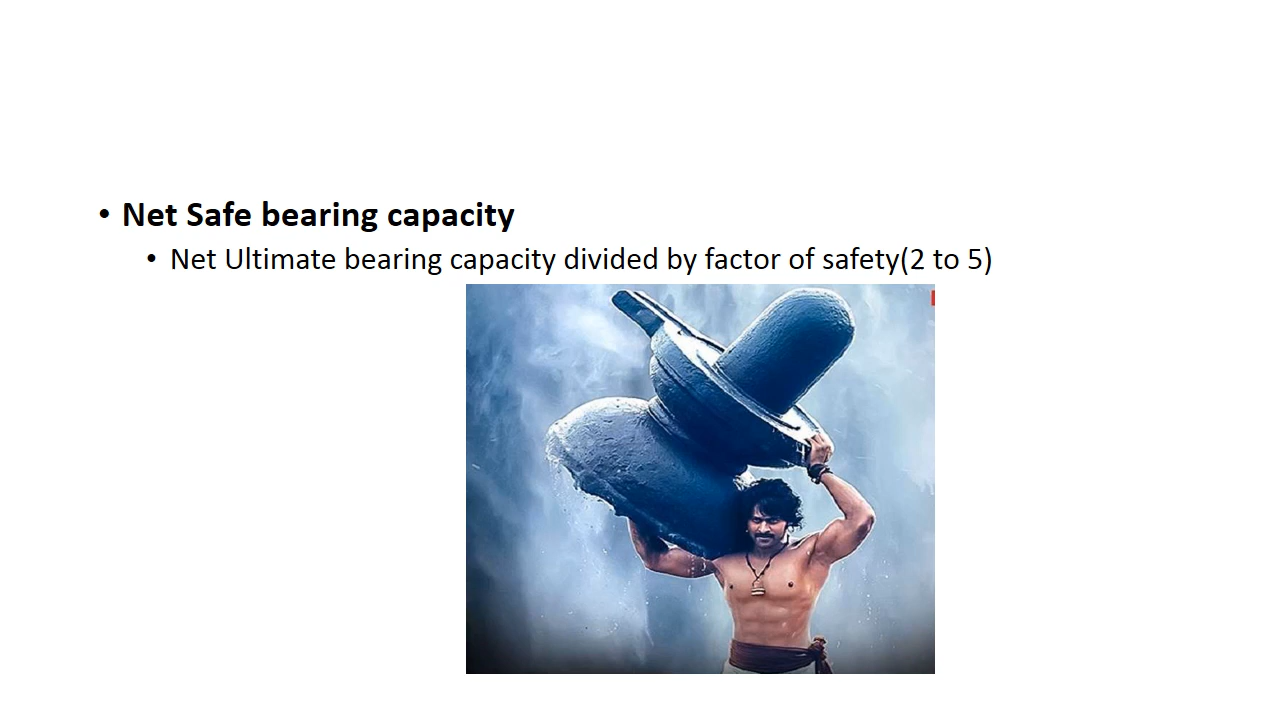 • Net Safe bearing capacity
• Net Ultimate bearing capacity divided by factor of safety(2 to 5)